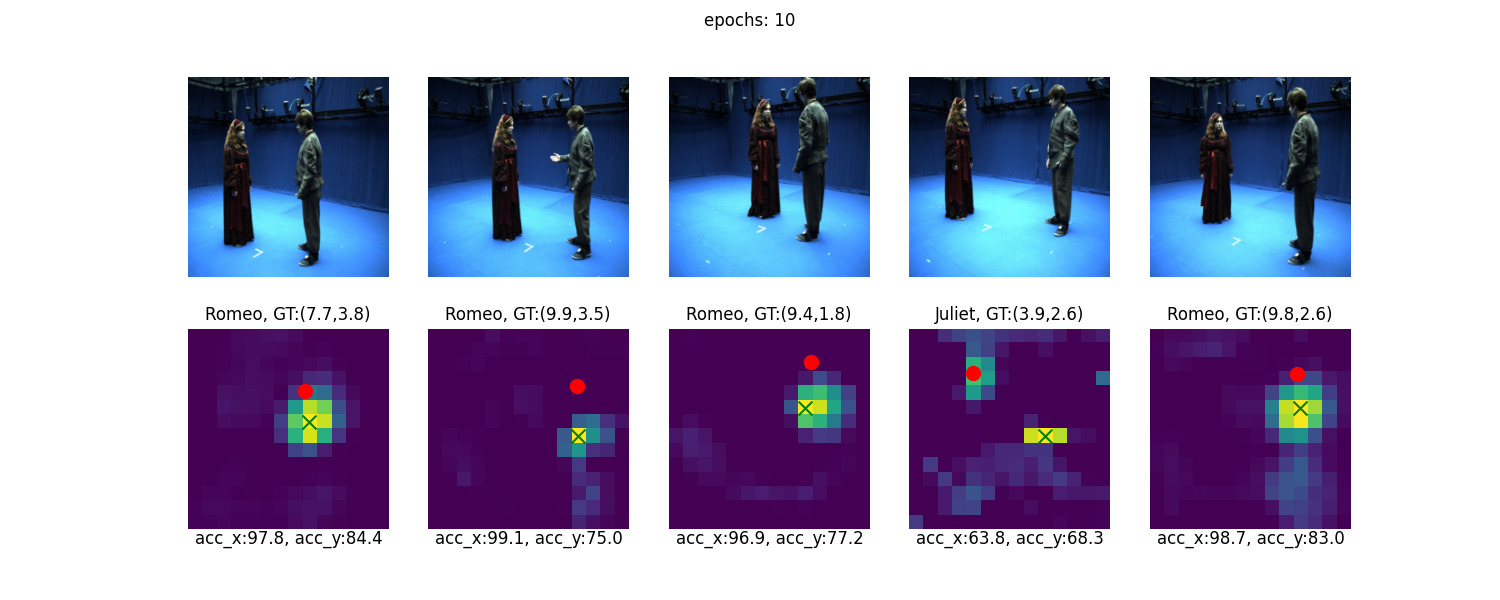 epochs: 10
Romeo, GT:(7.7,3.8)
Romeo, GT:(9.9,3.5)
Romeo, GT:(9.4,1.8)
Juliet, GT:(3.9,2.6)
Romeo, GT:(9.8,2.6)
acc_x:97.8, acc_y:84.4
acc_x:99.1, acc_y:75.0
acc_x:96.9, acc_y:77.2
acc_x:63.8, acc_y:68.3
acc_x:98.7, acc_y:83.0